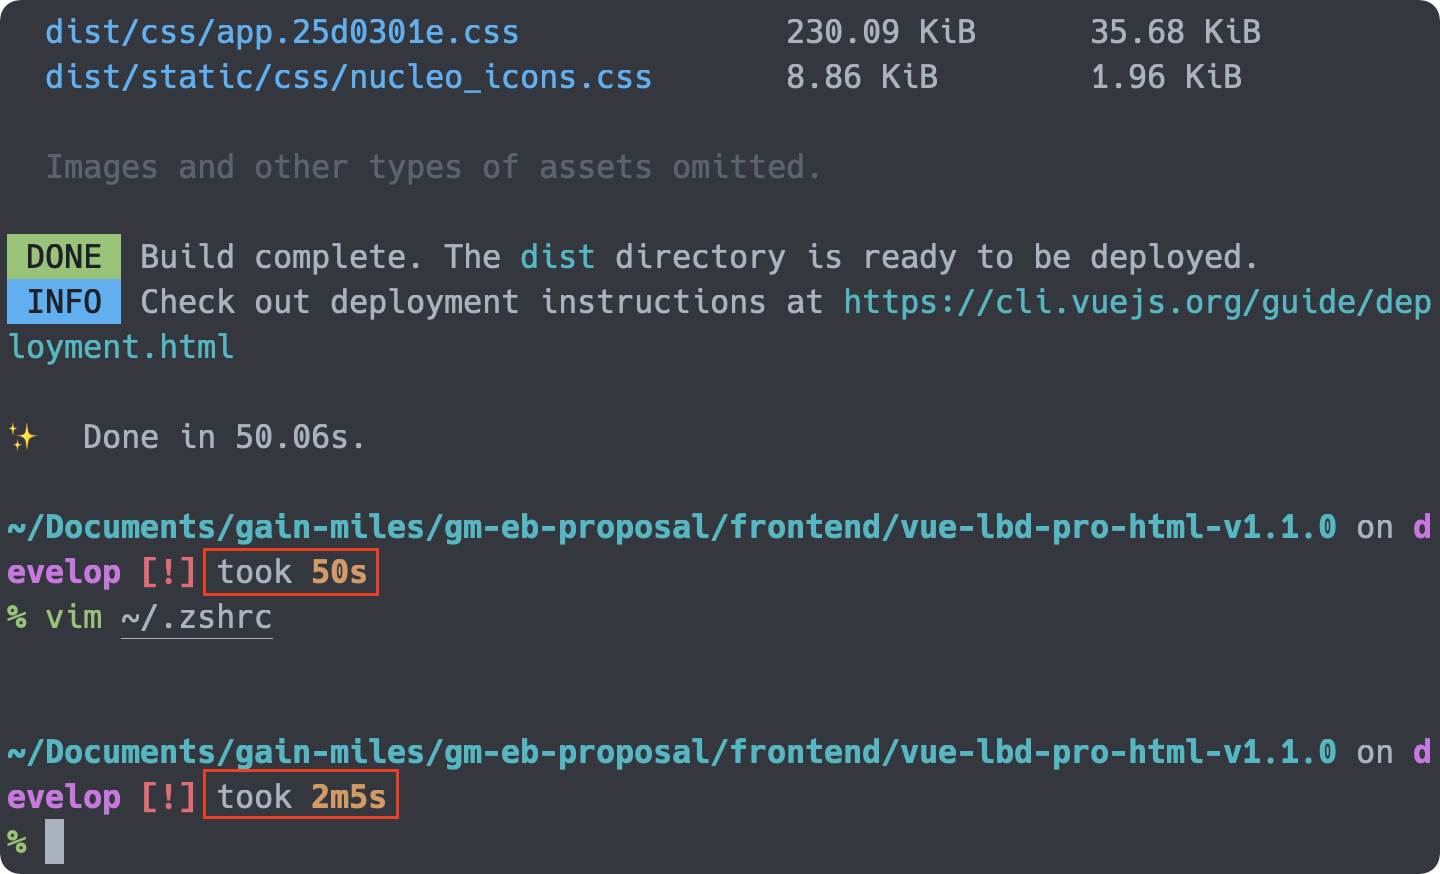 dist/css/app.25d0301e.css 230.09 KiB 35.68 KiB
dist/static/css/nucleo_icons.css 8.86 KiB 1.96 KiB
Images and other types of assets omitted.
DONE Build complete. The dist directory is ready to be deployed.
INFO Check out deployment instructions at https://cli.vuejs.org/guide/dep
loyment.html
✨ Done in 50.06s.
~/Documents/gain-miles/gm-eb-proposal/frontend/vue-lbd-pro-html-v1.1.0 on d
evelop [!] took 50s
% vim ~/.zshrc
~/Documents/gain-miles/gm-eb-proposal/frontend/vue-lbd-pro-html-v1.1.0 on d
evelop [!] took 2m5s
%